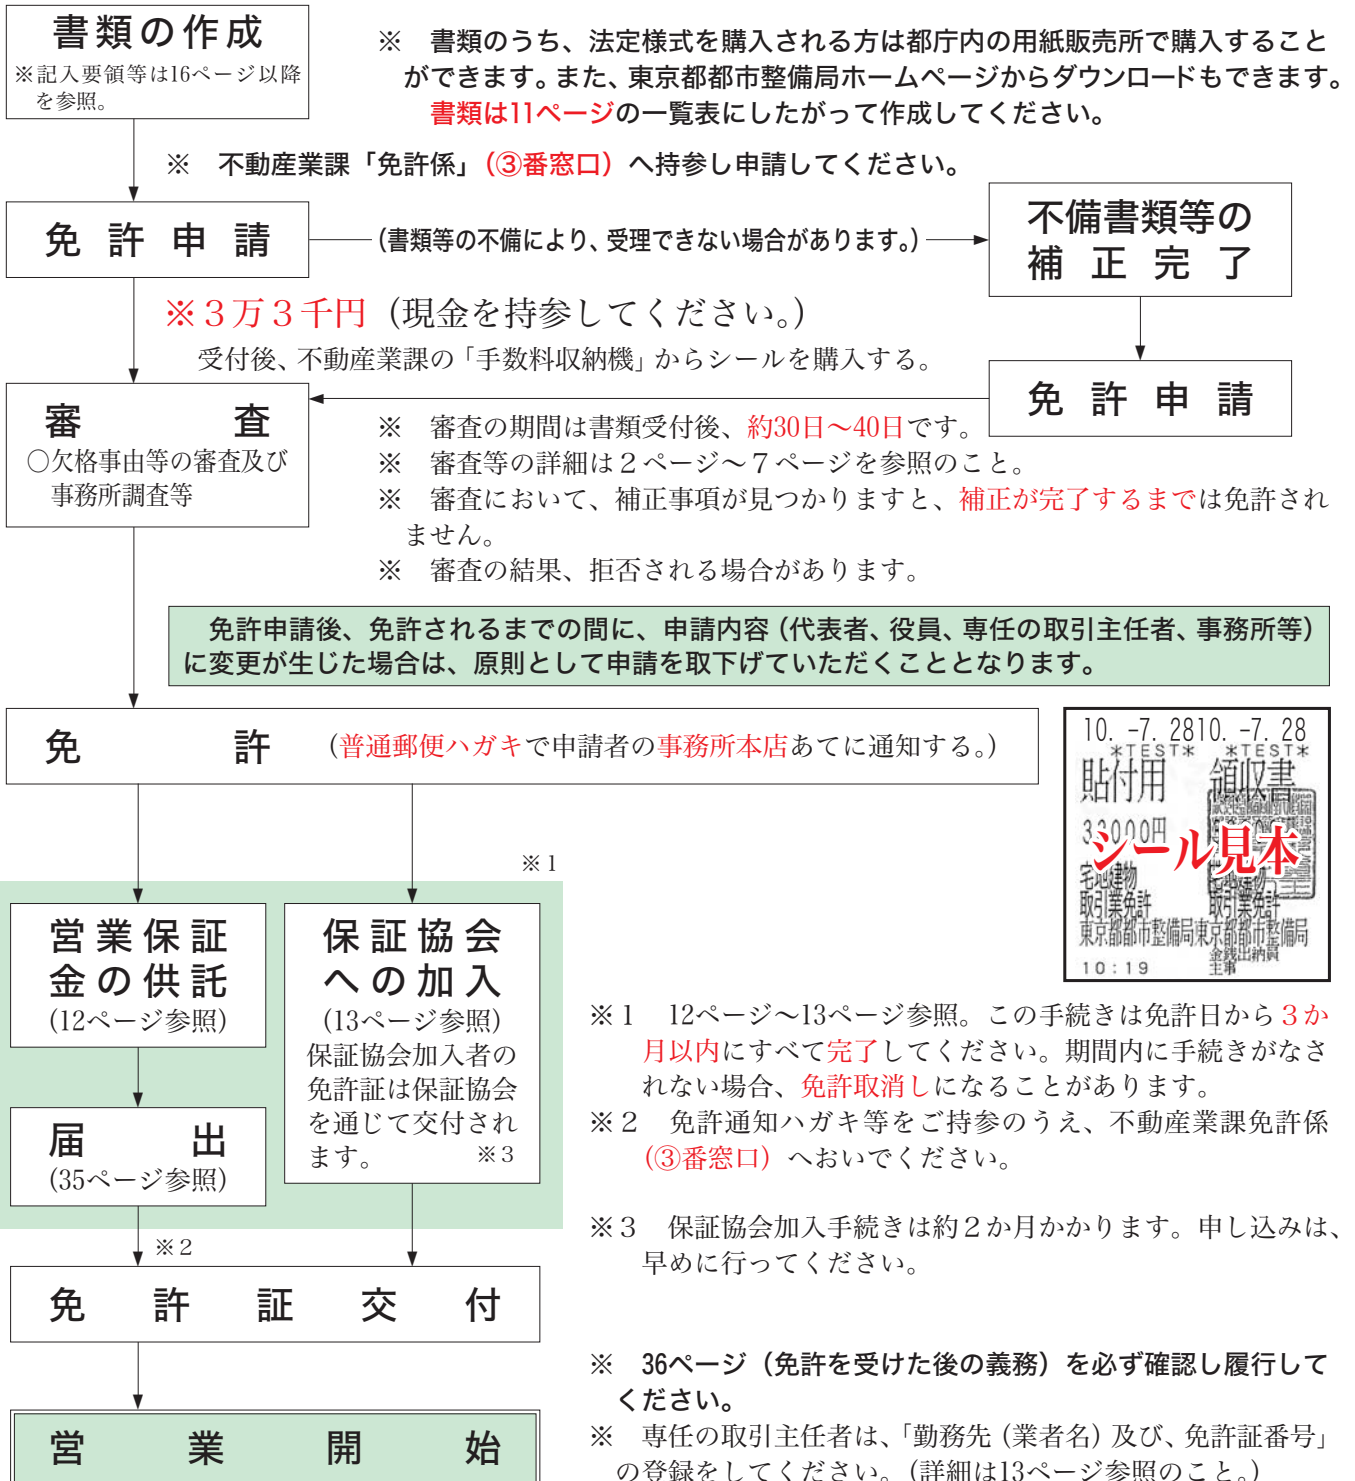 書類の作成
※記入要領等は16ページ以降
を参照。
※　書類のうち、法定様式を購入される方は都庁内の用紙販売所で購入すること
ができます。また、東京都都市整備局ホームページからダウンロードもできます。
書類は11ページの一覧表にしたがって作成してください。
※　不動産業課「免許係」（③番窓口）へ持参し申請してください。
免許申請
（書類等の不備により、受理できない場合があります。）
不備書類等の
補正完了
※３万３千円（現金を持参してください。）
受付後、不動産業課の「手数料収納機」からシールを購入する。
免許申請
審査
○欠格事由等の審査及び
事務所調査等
※　審査の期間は書類受付後、約30日～40日です。
※　審査等の詳細は２ページ～７ページを参照のこと。
※　審査において、補正事項が見つかりますと、補正が完了するまでは免許され
ません。
※　審査の結果、拒否される場合があります。
免許申請後、免許されるまでの間に、申請内容（代表者、役員、専任の取引主任者、事務所等）
に変更が生じた場合は、原則として申請を取下げていただくこととなります。
免許（普通郵便ハガキで申請者の事務所本店あてに通知する。）
10. -7. 28 10. -7. 28
*TEST* *TEST*
貼付用 領収書
33000円
シール見本
宅地建物 宅地建物
取引業免許 取引業免許
東京都都市整備局 東京都都市整備局
金銭出納員
10:19 主事
※１
営業保証
金の供託
（12ページ参照）
届出
（35ページ参照）
保証協会
への加入
（13ページ参照）
保証協会加入者の
免許証は保証協会
を通じて交付され
ます。　※３
※１　12ページ～13ページ参照。この手続きは免許日から３か
月以内にすべて完了してください。期間内に手続きがなさ
れない場合、免許取消しになることがあります。
※２　免許通知ハガキ等をご持参のうえ、不動産業課免許係
（③番窓口）へおいでください。
※３　保証協会加入手続きは約２か月かかります。申し込みは、
早めに行ってください。
※２
免許証交付
※　36ページ（免許を受けた後の義務）を必ず確認し履行して
ください。
※　専任の取引主任者は、「勤務先（業者名）及び、免許証番号」
の登録をしてください。（詳細は13ページ参照のこと。）
営業開始